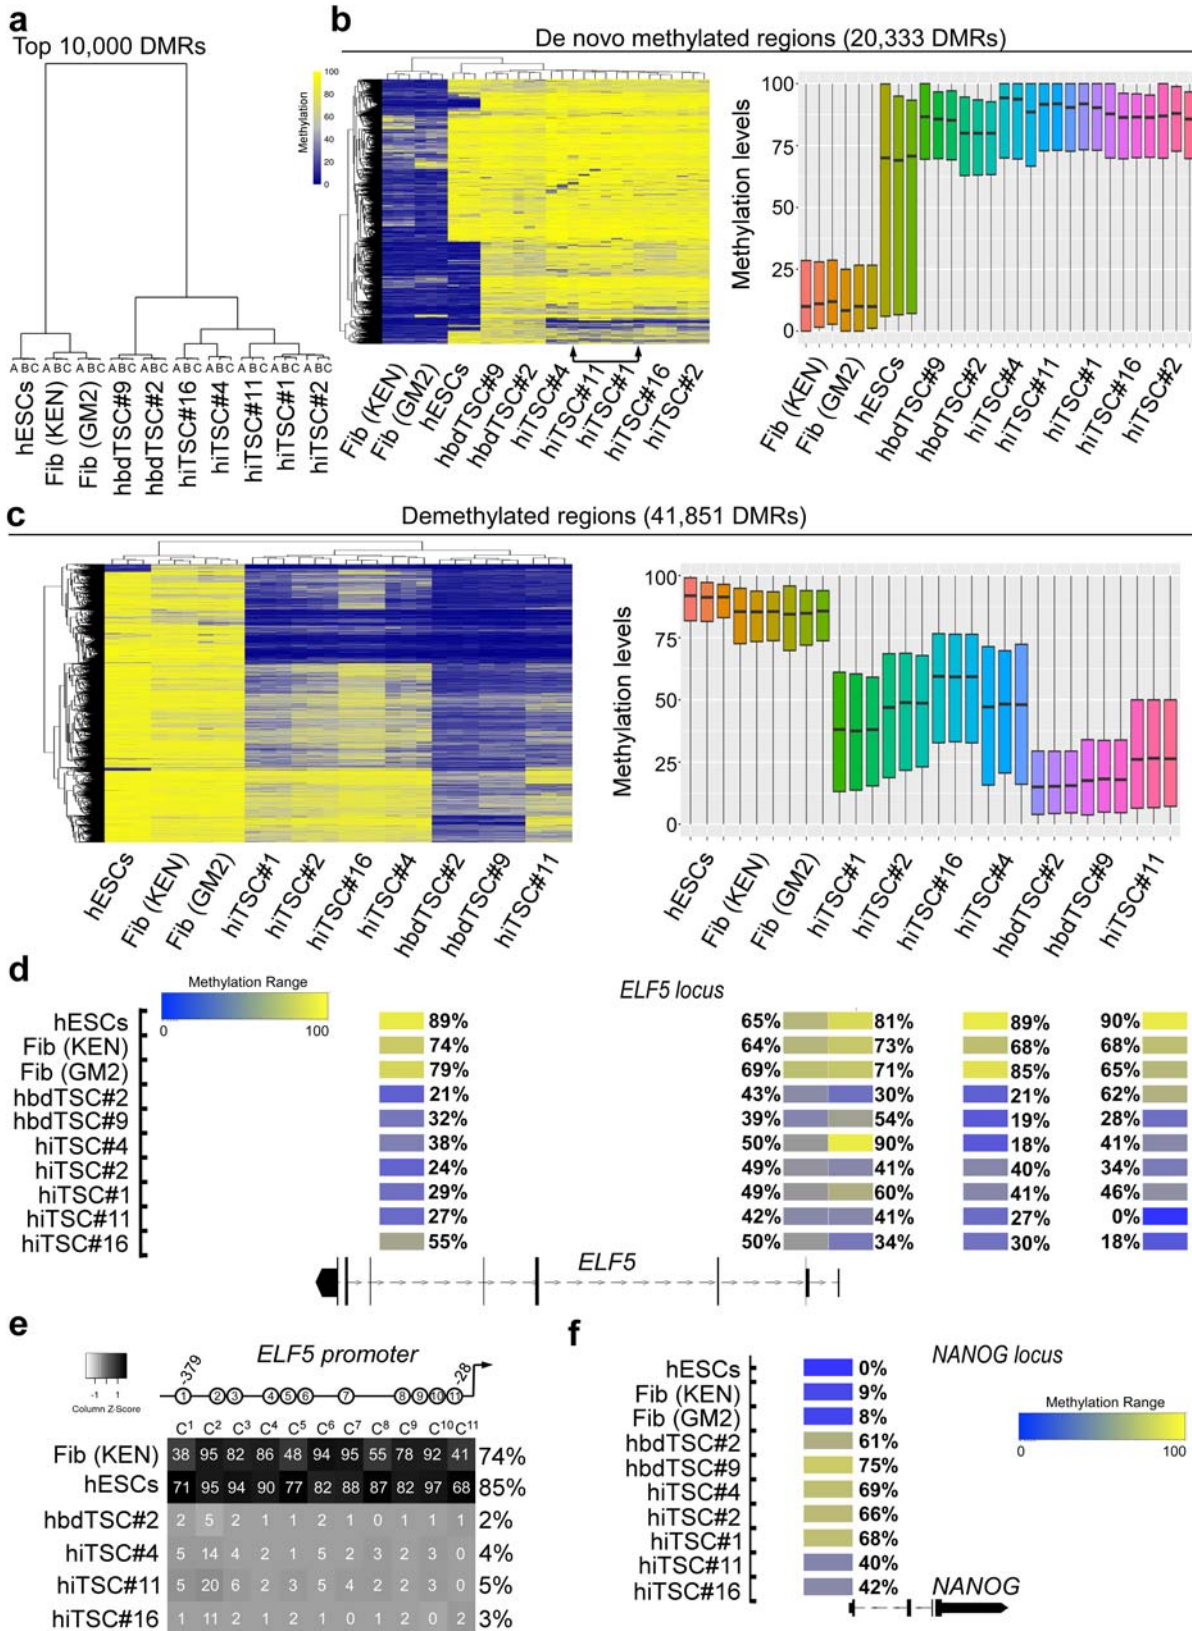 a
Top 10,000 DMRs
A B C A B C A B C A B C A B C A B C A B C A B C A B C A B C
hESCs
Fib (KEN)
Fib (GM2)
hbdTSC#9
hbdTSC#2
hiTSC#16
hiTSC#4
hiTSC#11
hiTSC#1
hiTSC#2
b
De novo methylated regions (20,333 DMRs)
Methylation
100
80
60
40
20
0
Fib (KEN)
Fib (GM2)
hESCs
hbdTSC#9
hbdTSC#2
hiTSC#4
hiTSC#11
hiTSC#1
hiTSC#16
hiTSC#2
Methylation levels
100
75
50
25
0
Fib (KEN)
Fib (GM2)
hESCs
hbdTSC#9
hbdTSC#2
hiTSC#4
hiTSC#11
hiTSC#1
hiTSC#16
hiTSC#2
c
Demethylated regions (41,851 DMRs)
hESCs
Fib (KEN)
Fib (GM2)
hiTSC#1
hiTSC#2
hiTSC#16
hiTSC#4
hbdTSC#2
hbdTSC#9
hiTSC#11
Methylation levels
100
75
50
25
0
hESCs
Fib (KEN)
Fib (GM2)
hiTSC#1
hiTSC#2
hiTSC#16
hiTSC#4
hbdTSC#2
hbdTSC#9
hiTSC#11
d
Methylation Range
0 100
ELF5 locus
hESCs 89% 65% 81% 89% 90%
Fib (KEN) 74% 64% 73% 68% 68%
Fib (GM2) 79% 69% 71% 85% 65%
hbdTSC#2 21% 43% 30% 21% 62%
hbdTSC#9 32% 39% 54% 19% 28%
hiTSC#4 38% 50% 90% 18% 41%
hiTSC#2 24% 49% 41% 40% 34%
hiTSC#1 29% 49% 60% 41% 46%
hiTSC#11 27% 42% 41% 27% 0%
hiTSC#16 55% 50% 34% 30% 18%
ELF5
e
-1 1
Column Z-Score
ELF5 promoter
-379 -28
1 2 3 4 5 6 7 8 9 10 11
C1 C2 C3 C4 C5 C6 C7 C8 C9 C10 C11
Fib (KEN) 38 95 82 86 48 94 95 55 78 92 41 74%
hESCs 71 95 94 90 77 82 88 87 82 97 68 85%
hbdTSC#2 2 5 2 1 1 2 1 0 1 1 1 2%
hiTSC#4 5 14 4 2 1 5 2 3 2 3 0 4%
hiTSC#11 5 20 6 2 3 5 4 2 2 3 0 5%
hiTSC#16 1 11 2 1 2 1 0 1 1 0 2 3%
f
NANOG locus
Methylation Range
0 100
hESCs 0%
Fib (KEN) 9%
Fib (GM2) 8%
hbdTSC#2 61%
hbdTSC#9 75%
hiTSC#4 69%
hiTSC#2 66%
hiTSC#1 68%
hiTSC#11 40%
hiTSC#16 42%
NANOG